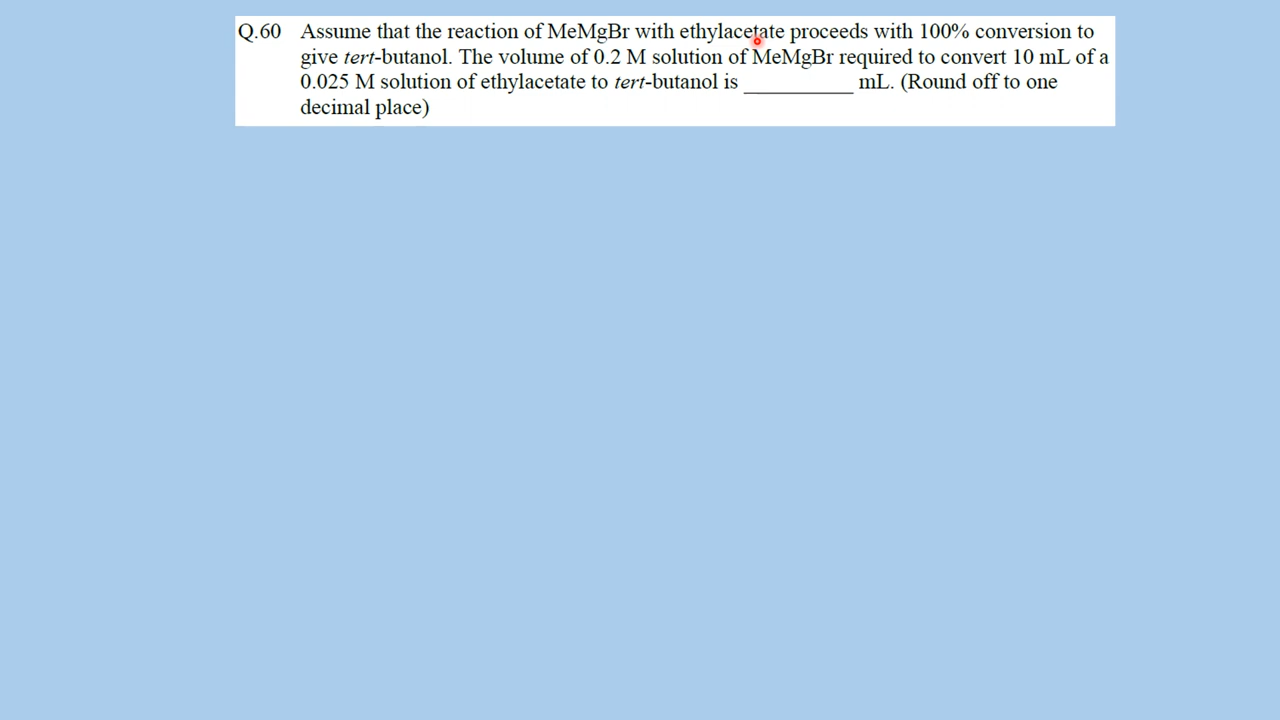 Q.60 Assume that the reaction of MeMgBr with ethylacetate proceeds with 100% conversion to
give tert-butanol. The volume of 0.2 M solution of MeMgBr required to convert 10 mL of a
0.025 M solution of ethylacetate to tert-butanol is __________ mL. (Round off to one
decimal place)